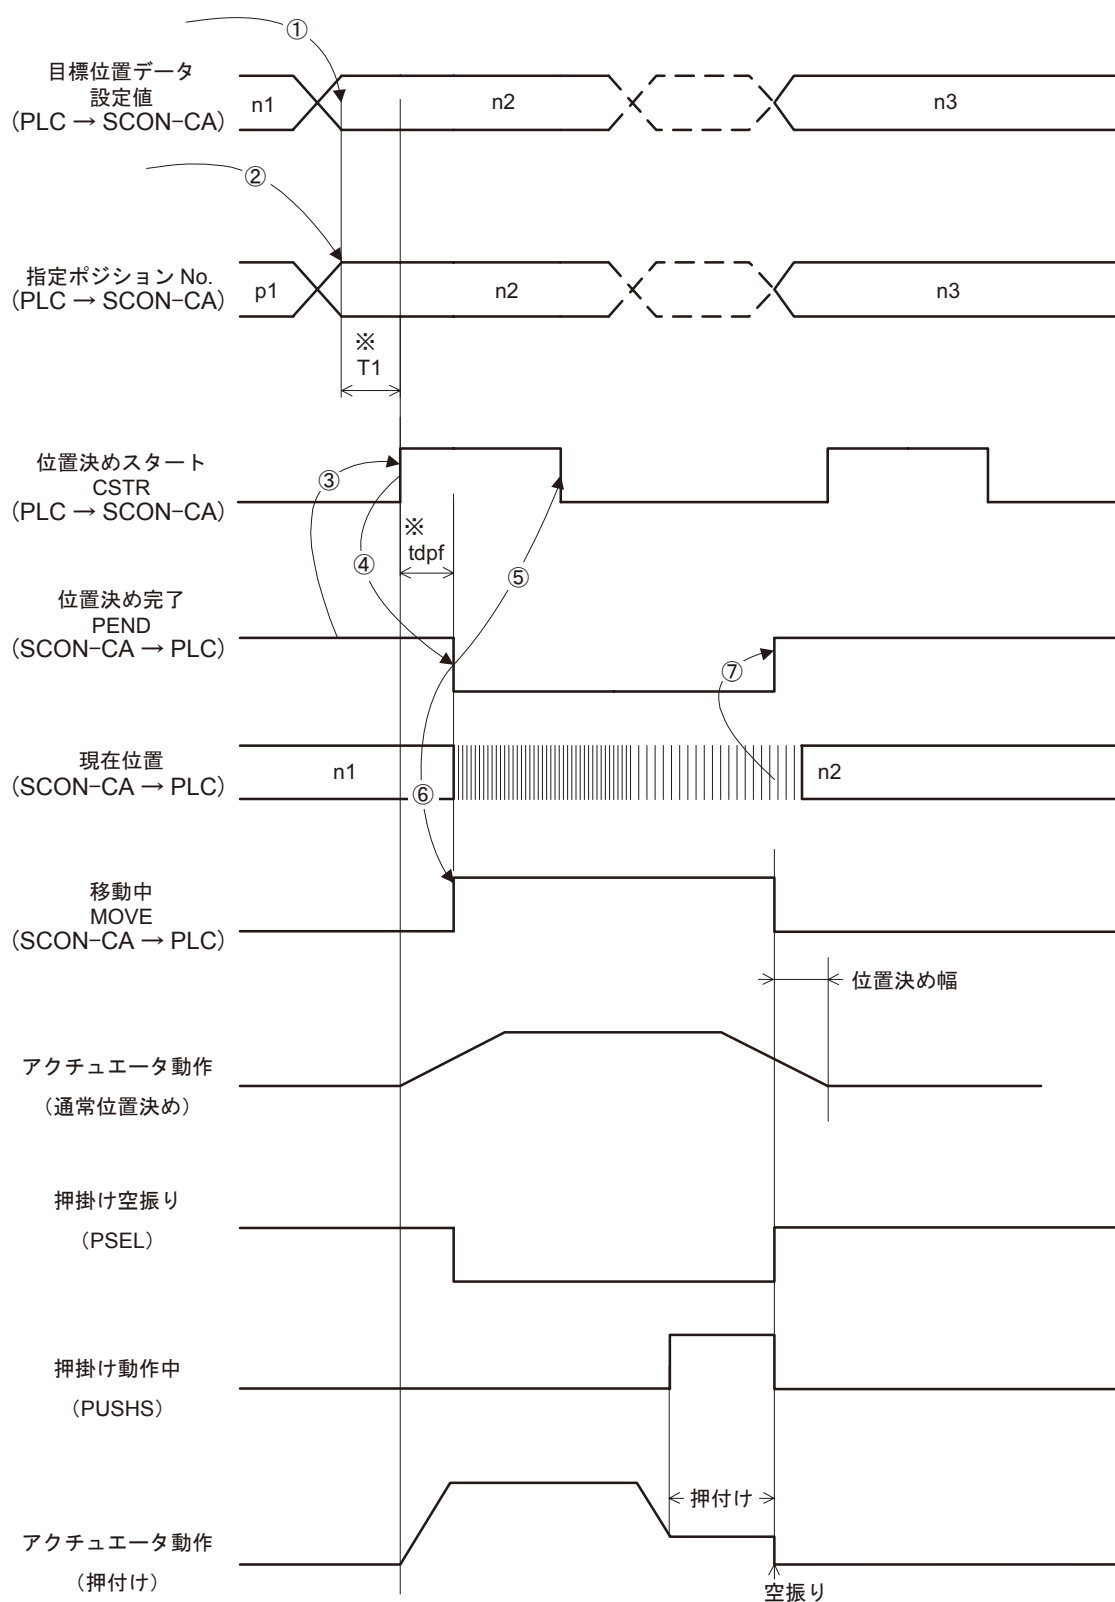 ①
目標位置データ
設定値
(PLC → SCON-CA)
n1
n2
n3
②
指定ポジション No.
(PLC → SCON-CA)
p1
n2
n3
※
T1
位置決めスタート
CSTR
(PLC → SCON-CA)
③
※
tdpf
④
⑤
位置決め完了
PEND
(SCON-CA → PLC)
⑦
現在位置
(SCON-CA → PLC)
n1
n2
⑥
移動中
MOVE
(SCON-CA → PLC)
位置決め幅
アクチュエータ動作
（通常位置決め）
押掛け空振り
（PSEL）
押掛け動作中
（PUSHS）
押付け
アクチュエータ動作
（押付け）
空振り